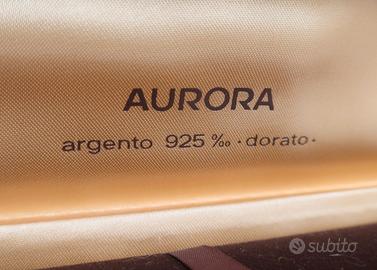 AURORA
argento 925 ‰ · dorato ·
subito